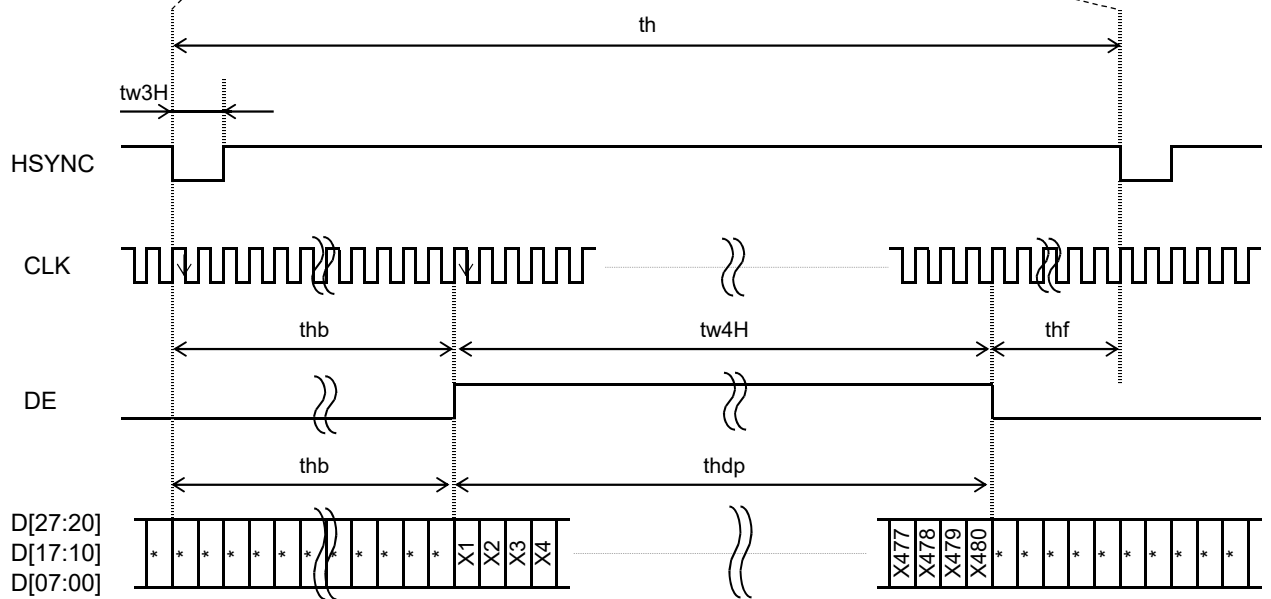 th
tw3H
HSYNC
CLK
thb tw4H thf
DE
thb thdp
D[27:20]
D[17:10] * * * * * * * * * * * * X1 X2 X3 X4 X477 X478 X479 X480 * * * * * * * * * *
D[07:00]